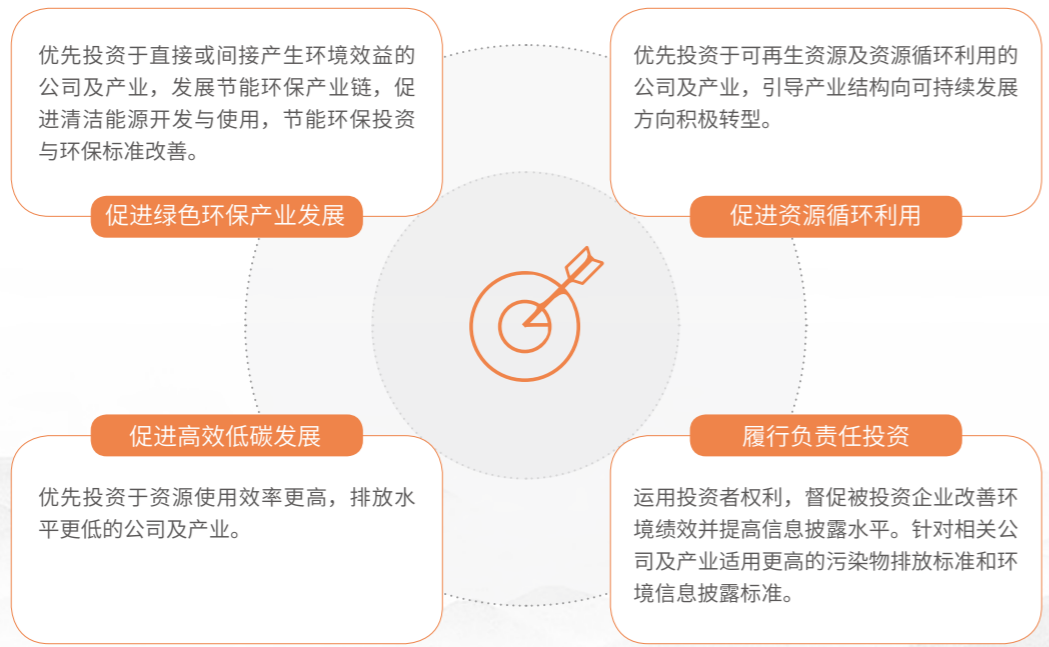 优先投资于直接或间接产生环境效益的
公司及产业，发展节能环保产业链，促
进清洁能源开发与使用，节能环保投资
与环保标准改善。
促进绿色环保产业发展
优先投资于可再生资源及资源循环利用的
公司及产业，引导产业结构向可持续发展
方向积极转型。
促进资源循环利用
促进高效低碳发展
优先投资于资源使用效率更高，排放水
平更低的公司及产业。
履行负责任投资
运用投资者权利，督促被投资企业改善环
境绩效并提高信息披露水平。针对相关公
司及产业适用更高的污染物排放标准和环
境信息披露标准。